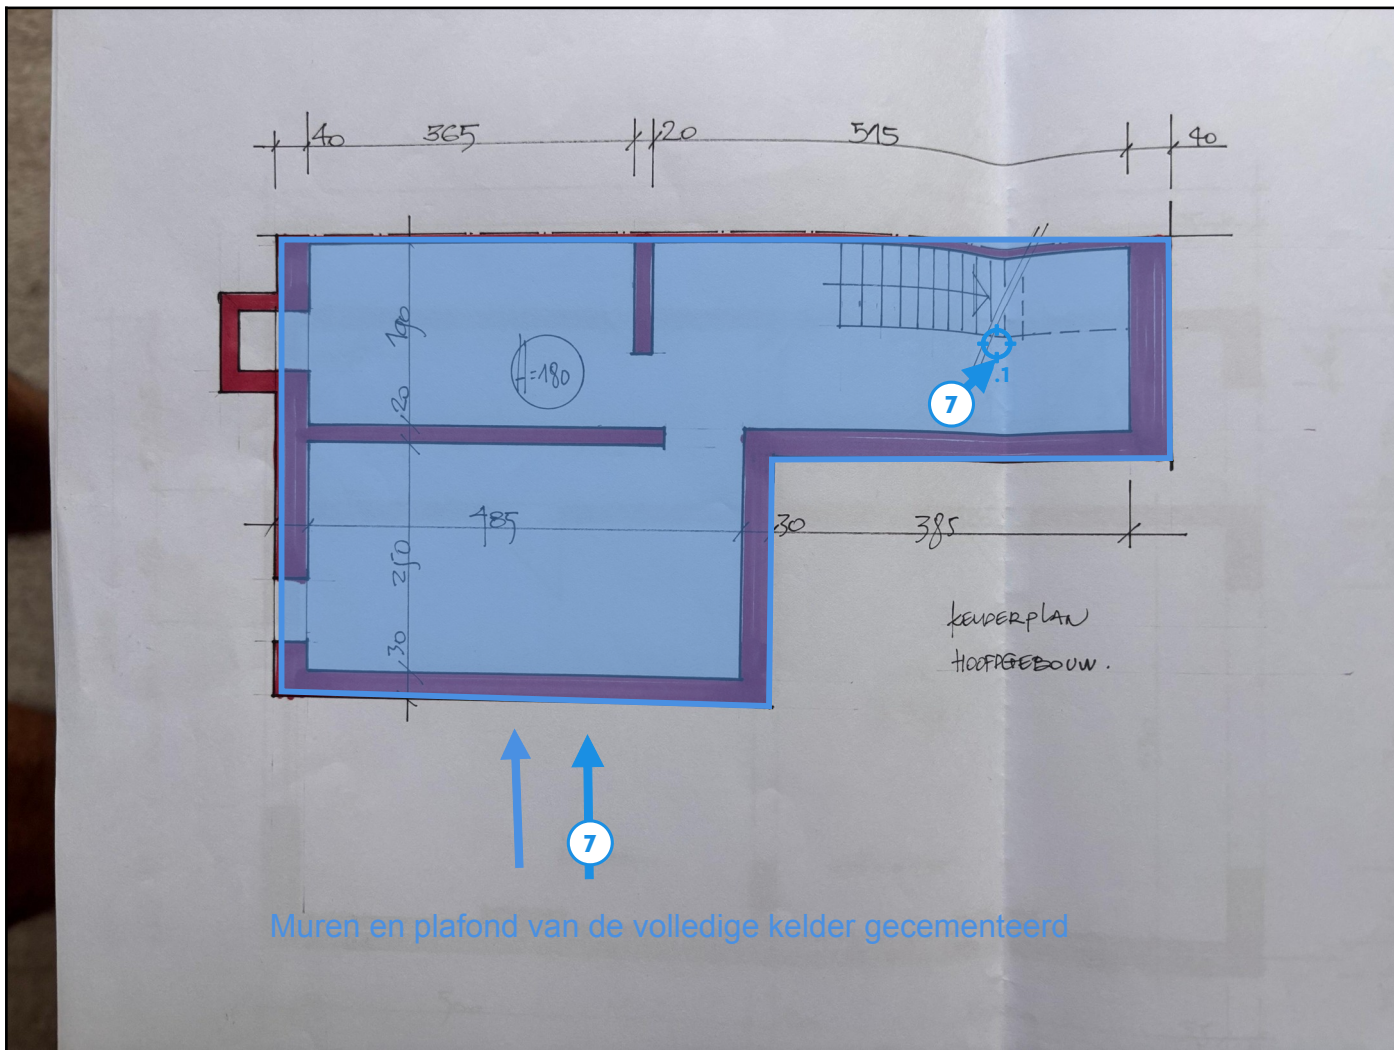 40 365 20 515 40
190
=180
.1
7
20
485 30 385
250
KELDERPLAN
30
HOOFDGEBOUW.
7
Muren en plafond van de volledige kelder gecementeerd